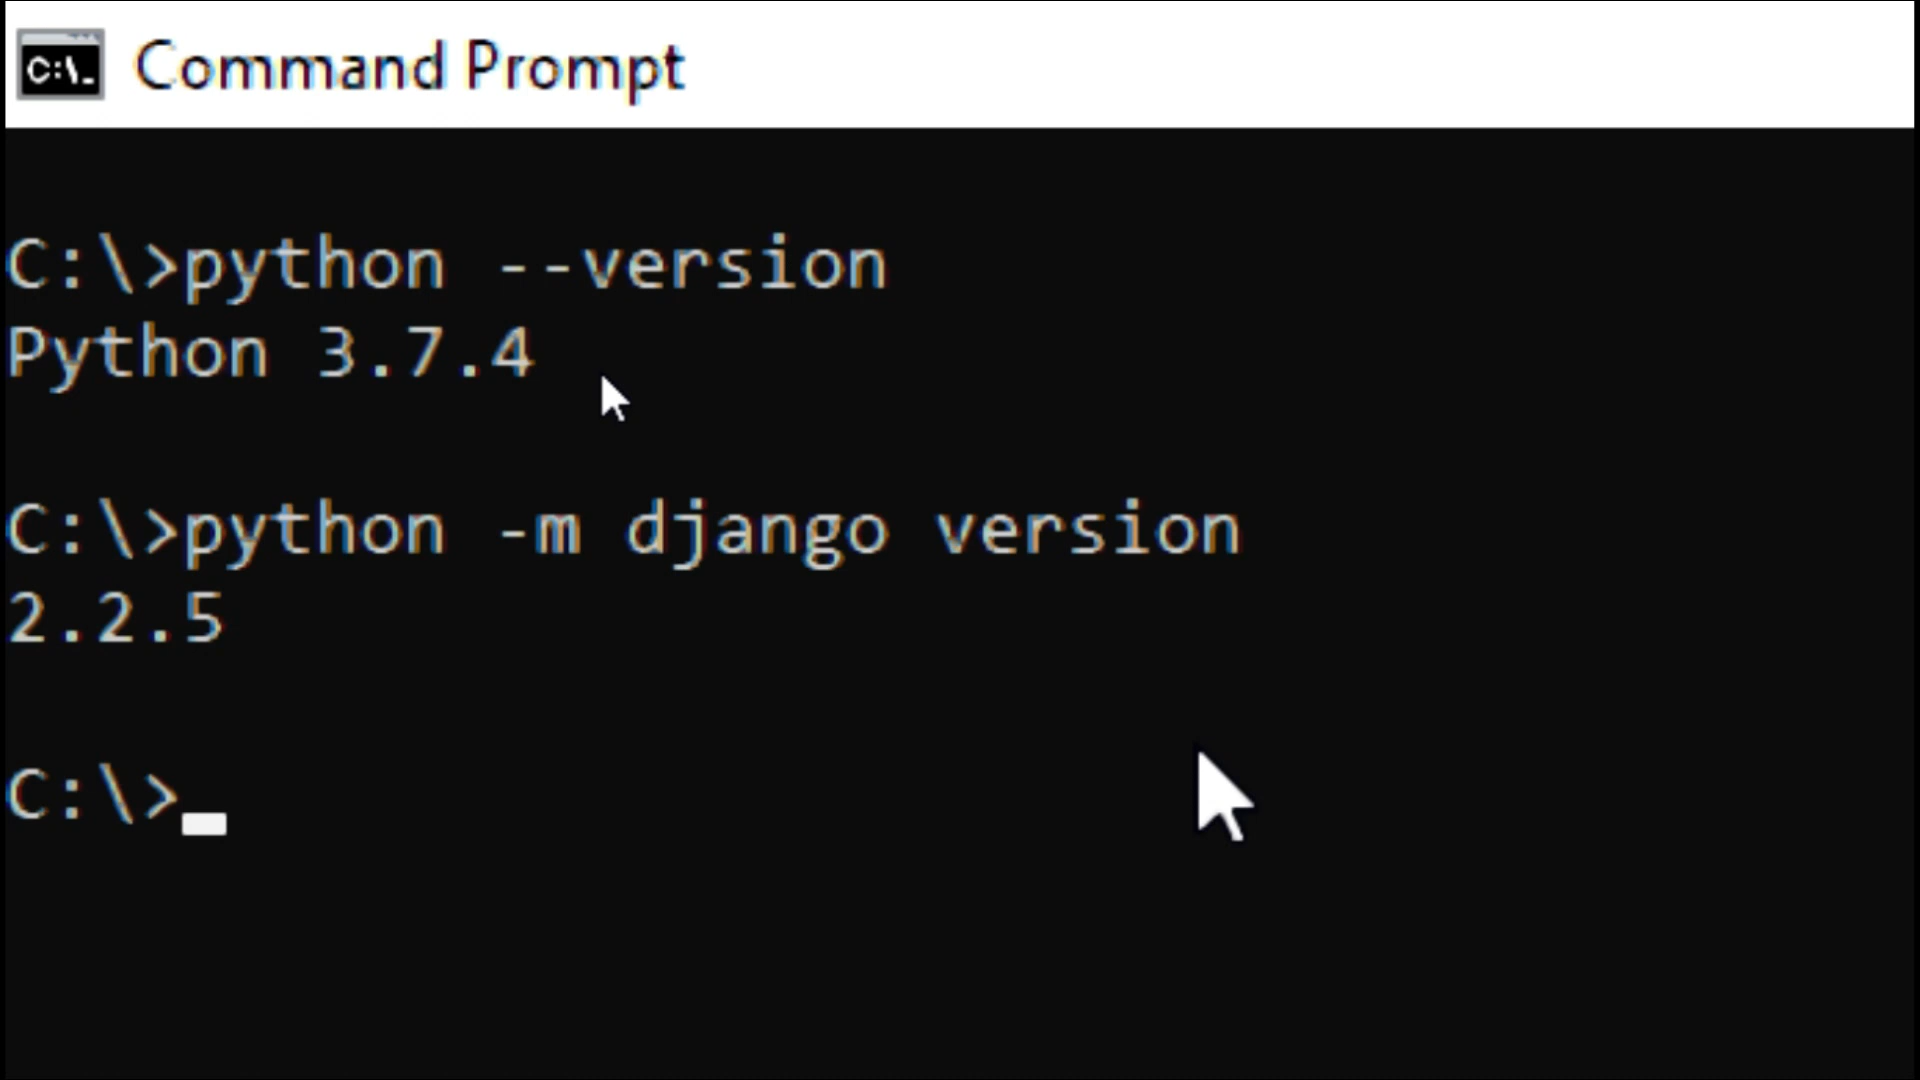 C:\_ Command Prompt
C:\>python --version
Python 3.7.4
C:\>python -m django version
2.2.5
C:\>